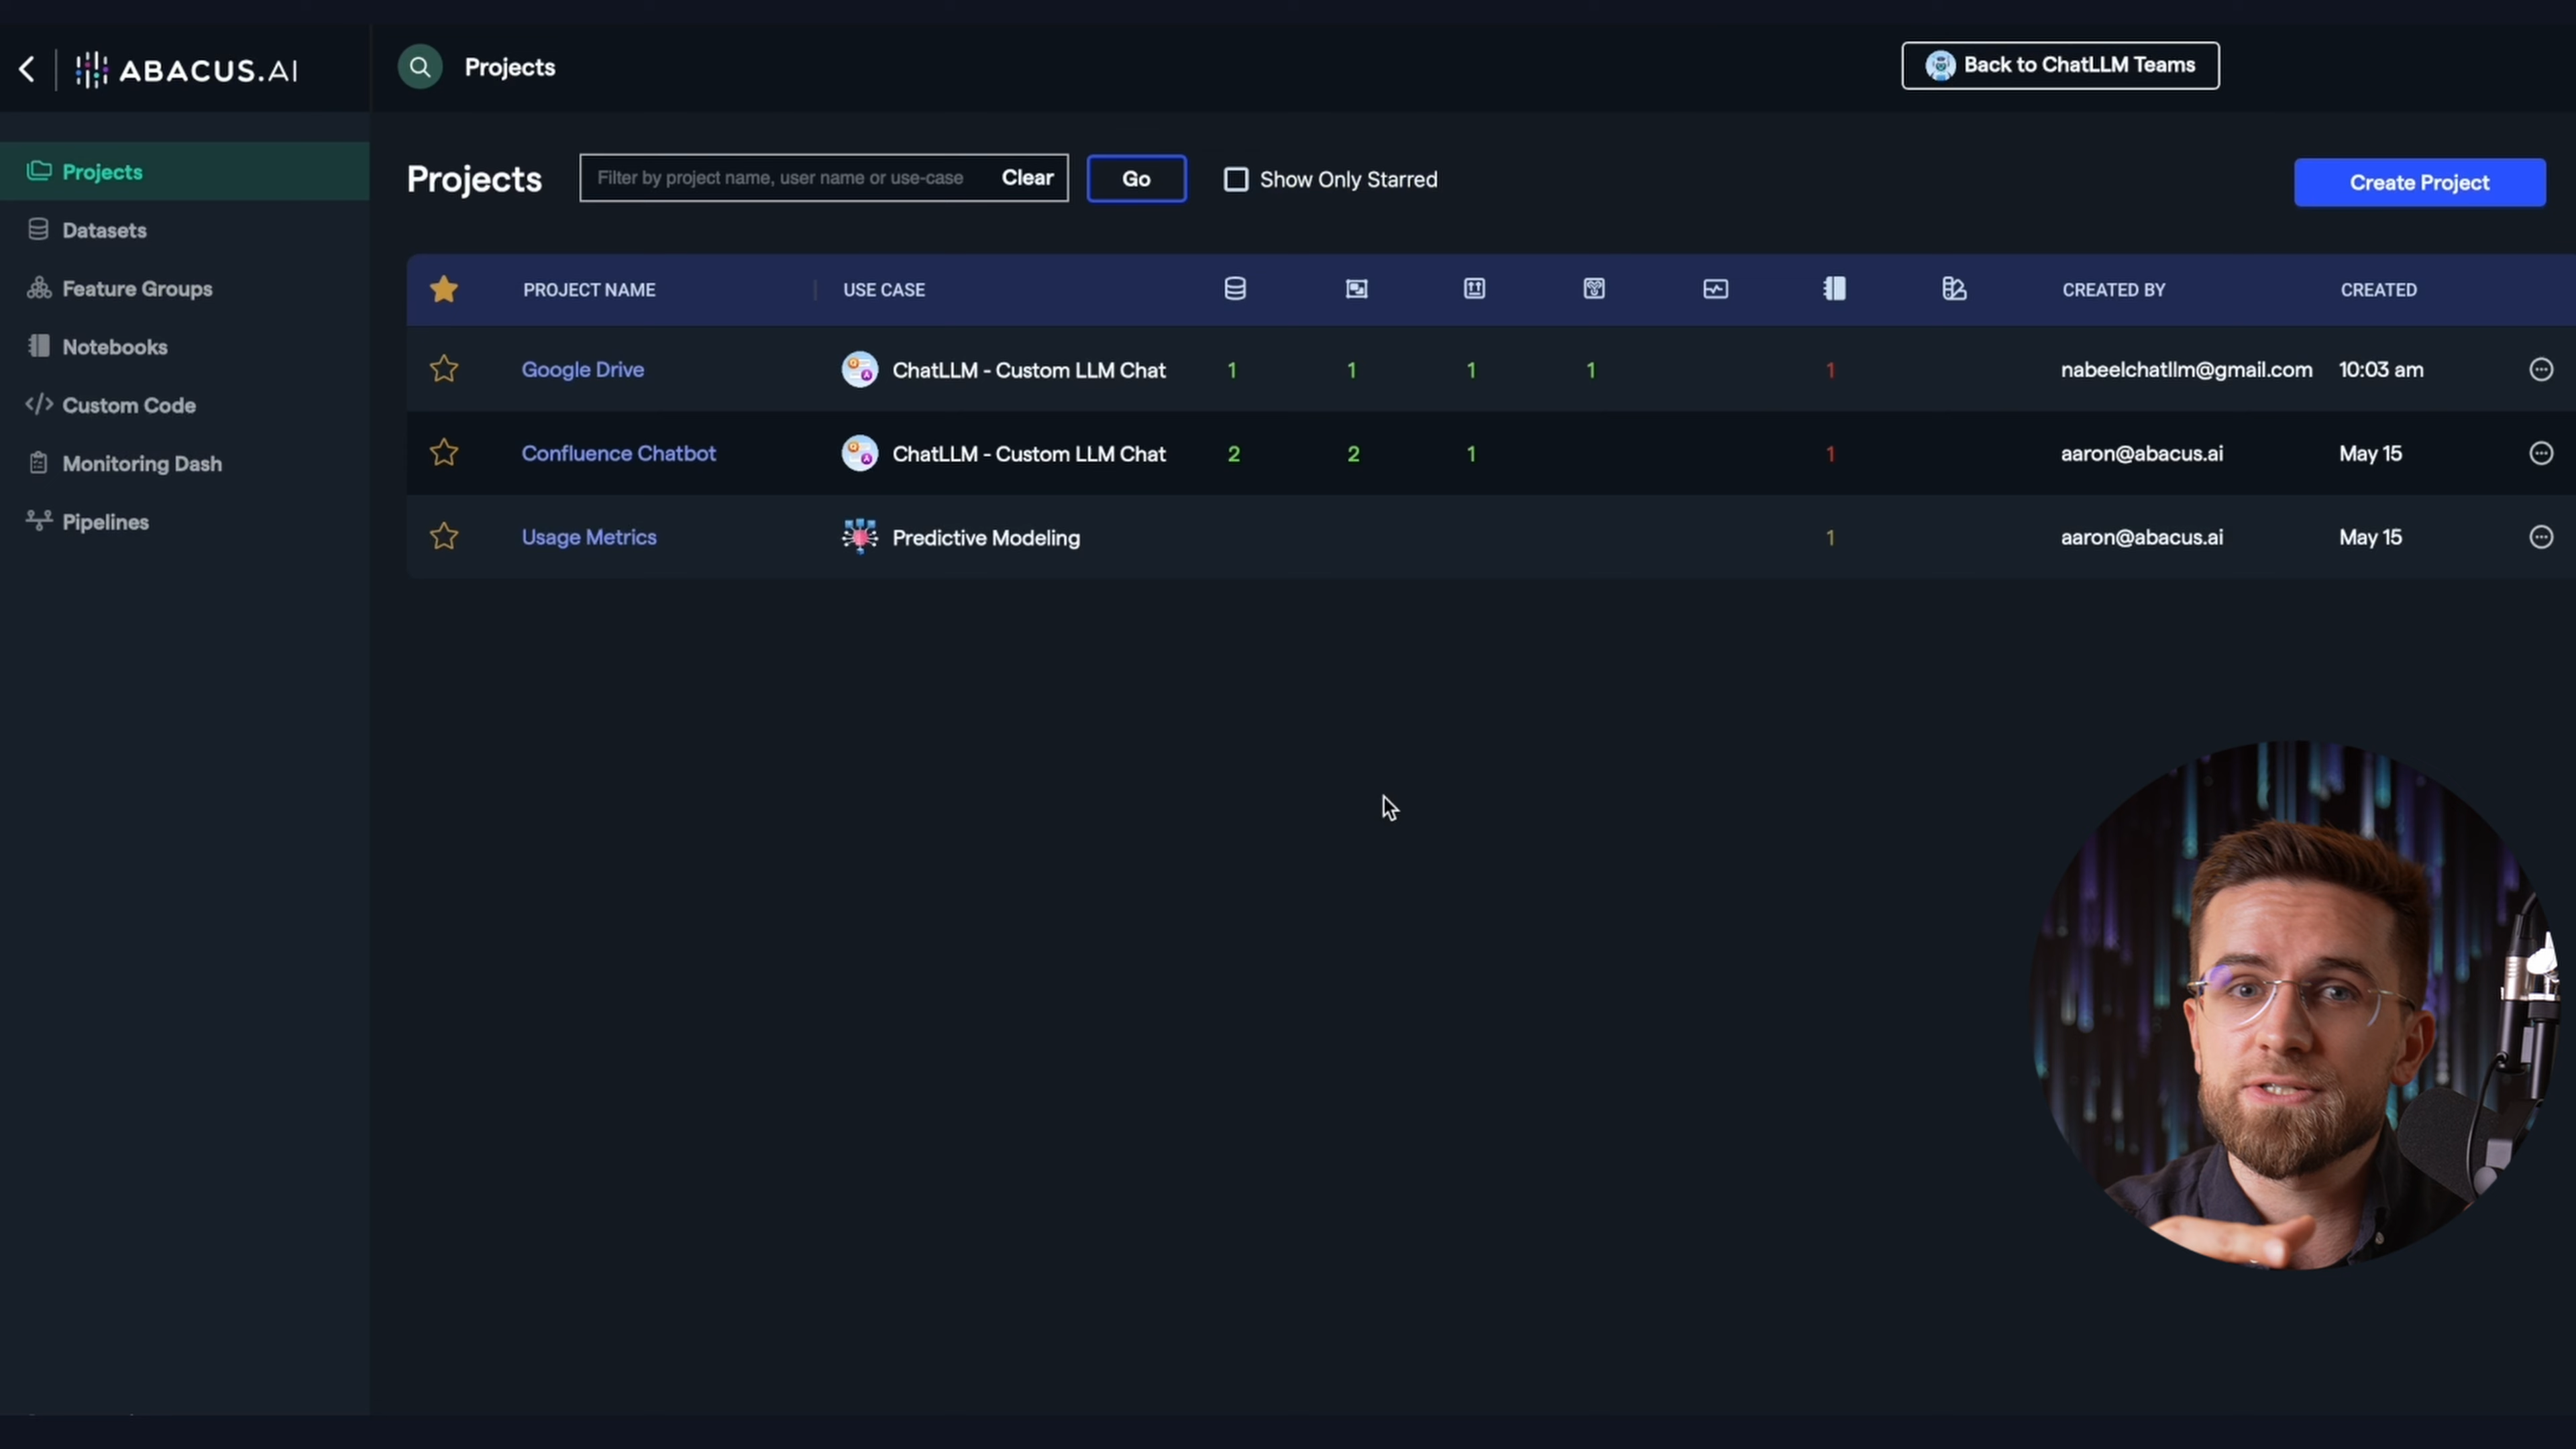 ABACUS.AI
Projects
Back to ChatLLM Teams
Projects
Datasets
Feature Groups
Notebooks
Custom Code
Monitoring Dash
Pipelines
Projects
Filter by project name, user name or use-case Clear
Go
Show Only Starred
Create Project
PROJECT NAME USE CASE CREATED BY CREATED
Google Drive ChatLLM - Custom LLM Chat 1 1 1 1 1 nabeelchatllm@gmail.com 10:03 am
Confluence Chatbot ChatLLM - Custom LLM Chat 2 2 1 1 aaron@abacus.ai May 15
Usage Metrics Predictive Modeling 1 aaron@abacus.ai May 15